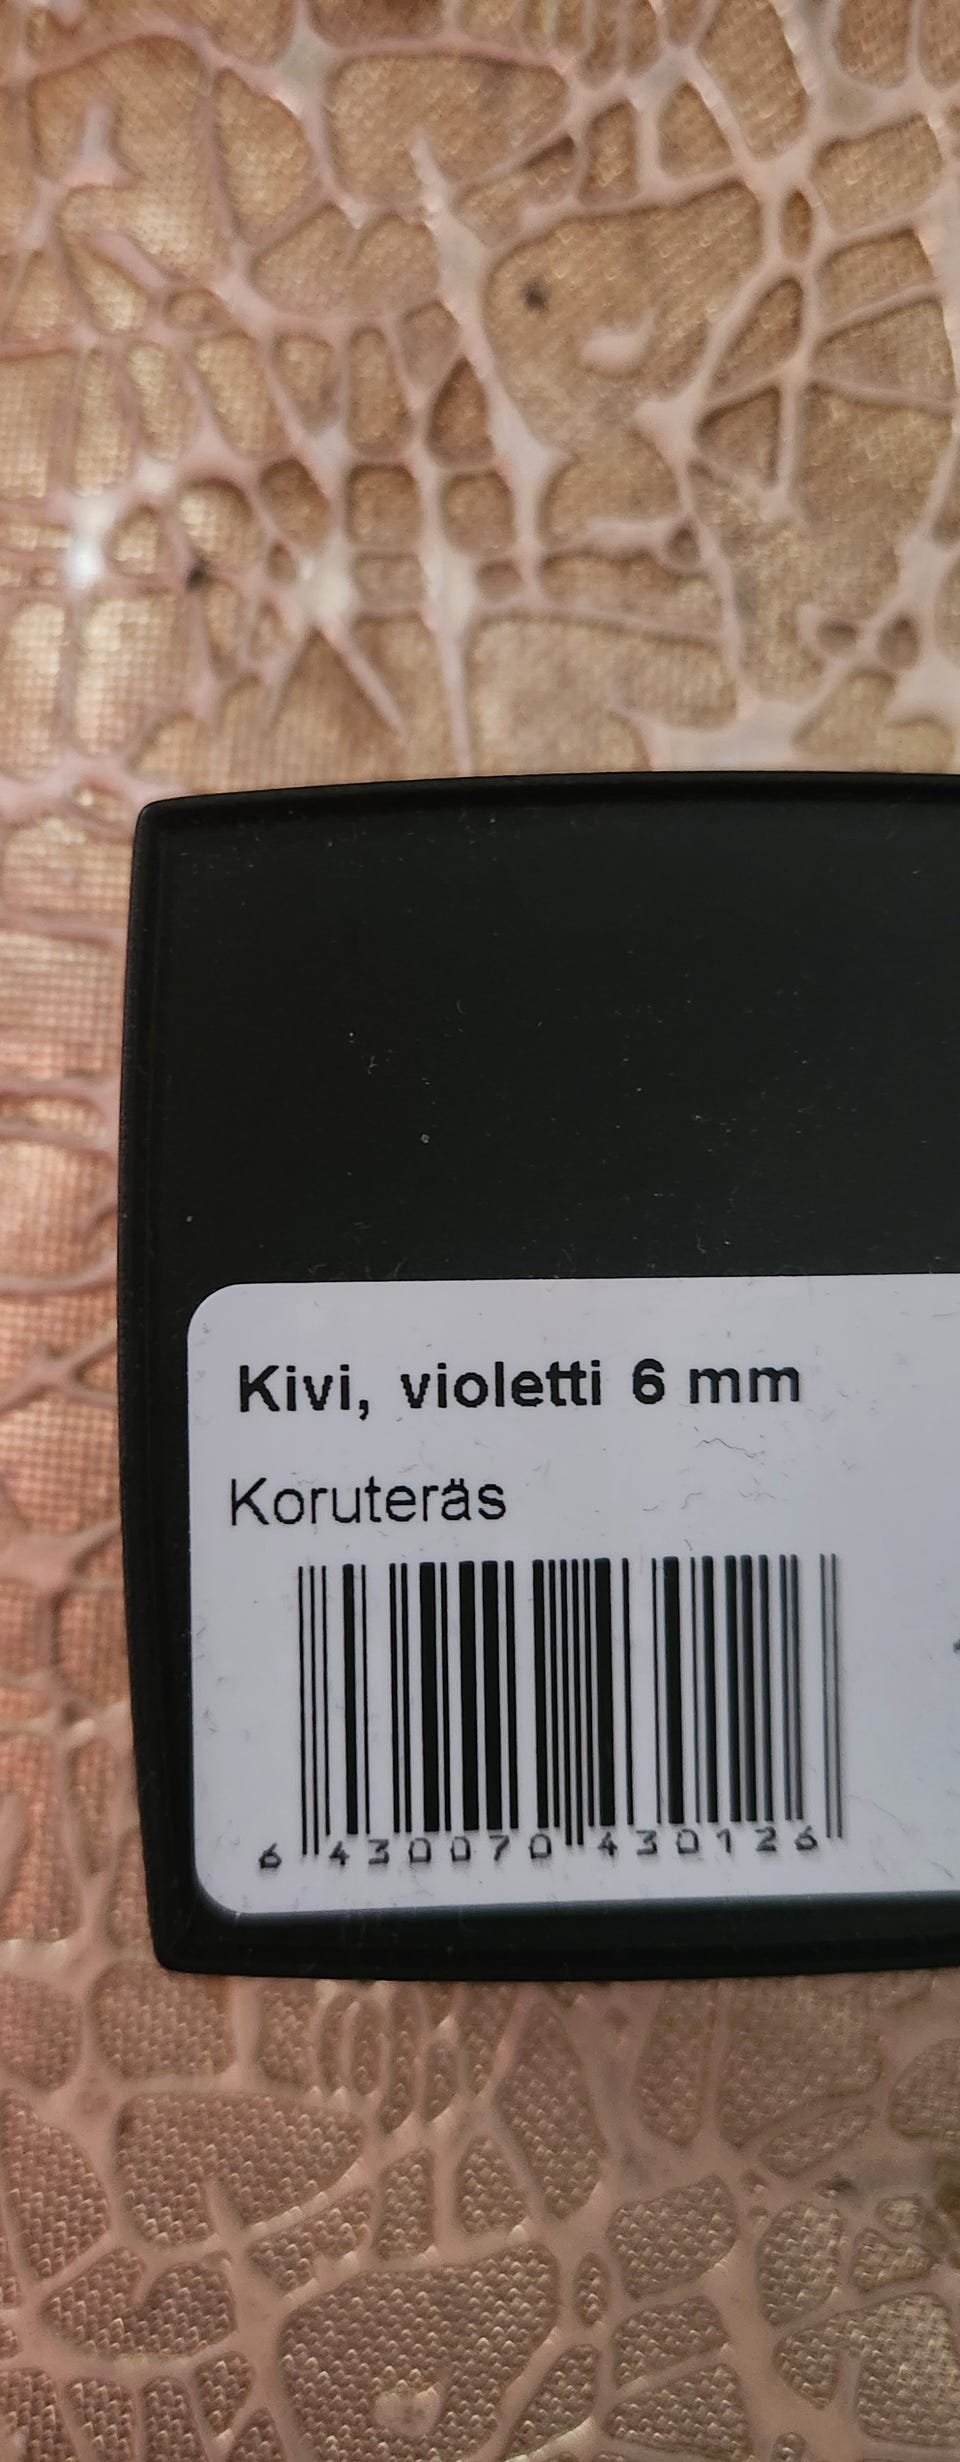 Kivi, violetti 6 mm
Koruteräs
6 430070 430126